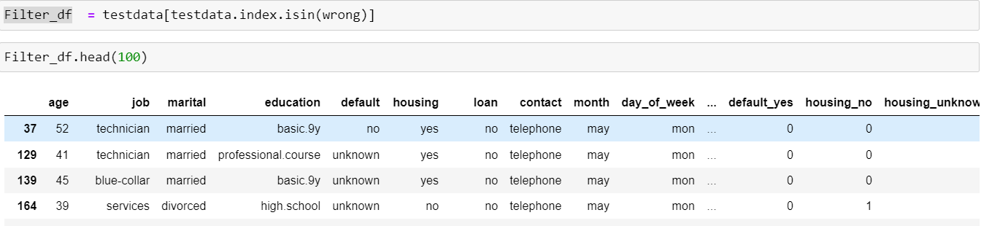 Filter_df = testdata[testdata.index.isin(wrong)]
Filter_df.head(100)
age job marital education default housing loan contact month day_of_week ... default_yes housing_no housing_unknow
37 52 technician married basic.9y no yes no telephone may mon ... 0 0
129 41 technician married professional.course unknown yes no telephone may mon ... 0 0
139 45 blue-collar married basic.9y unknown yes no telephone may mon ... 0 0
164 39 services divorced high.school unknown no no telephone may mon ... 0 1